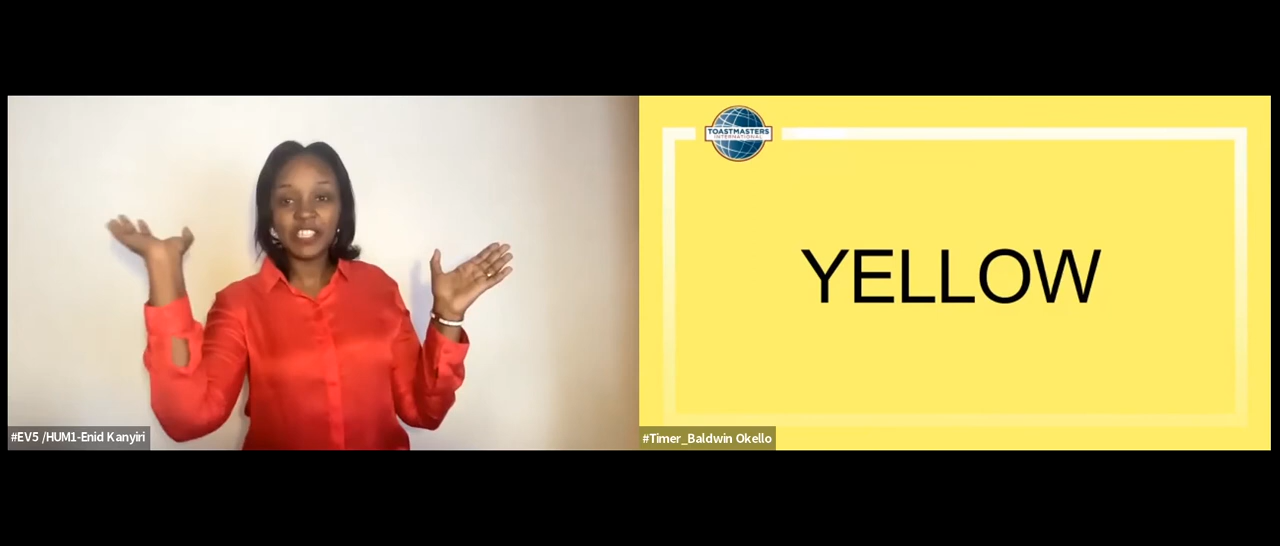 TOASTMASTERS
INTERNATIONAL
YELLOW
#EV5 /HUM1-Enid Kanyiri
#Timer_Baldwin Okello